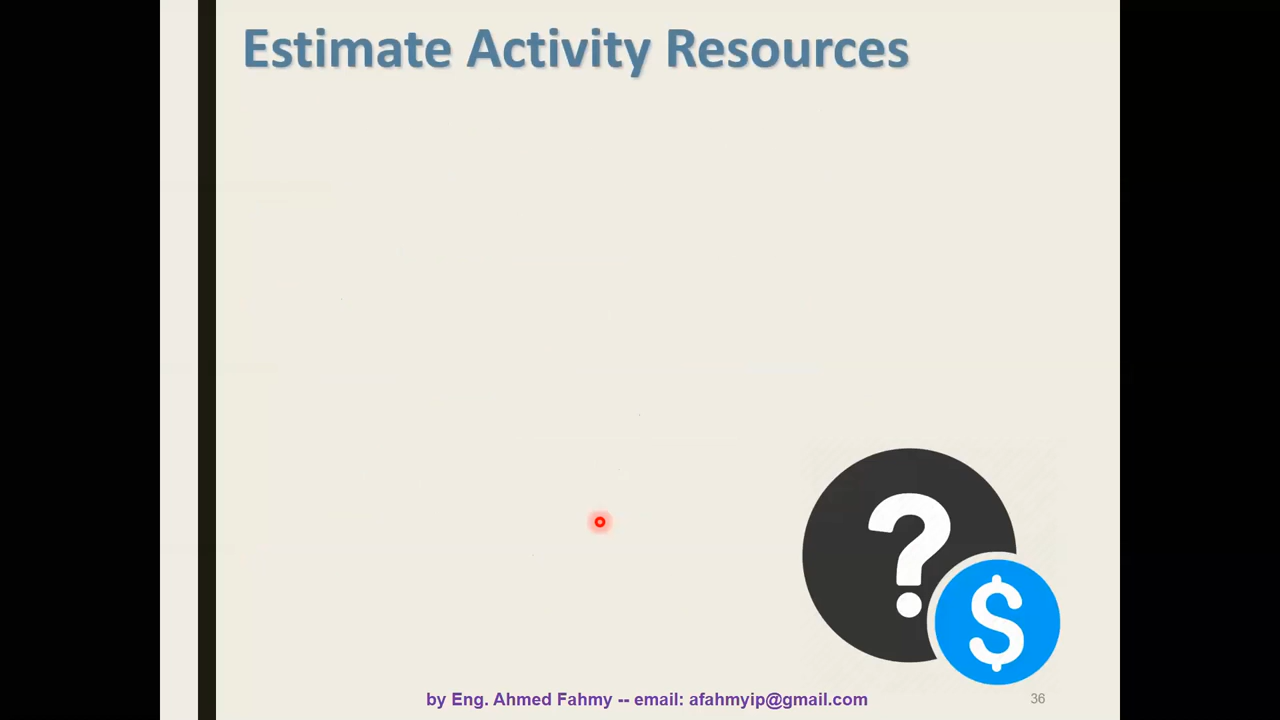 Estimate Activity Resources
?
$
by Eng. Ahmed Fahmy -- email: afahmyip@gmail.com
36